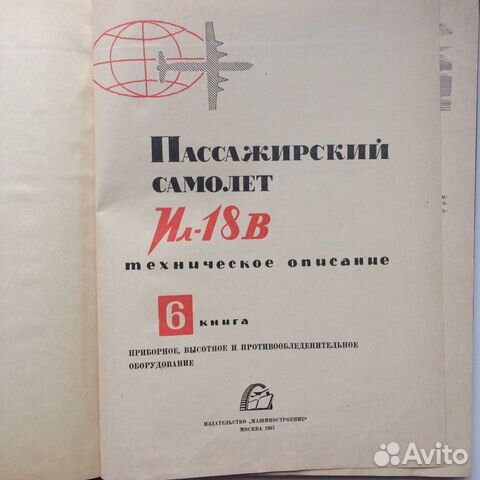 Пассажирский
самолет
Ил-18в
техническое описание
6 книга
ПРИБОРНОЕ, ВЫСОТНОЕ И ПРОТИВООБЛЕДЕНИТЕЛЬНОЕ
ОБОРУДОВАНИЕ
ИЗДАТЕЛЬСТВО „МАШИНОСТРОЕНИЕ“
МОСКВА
Avito